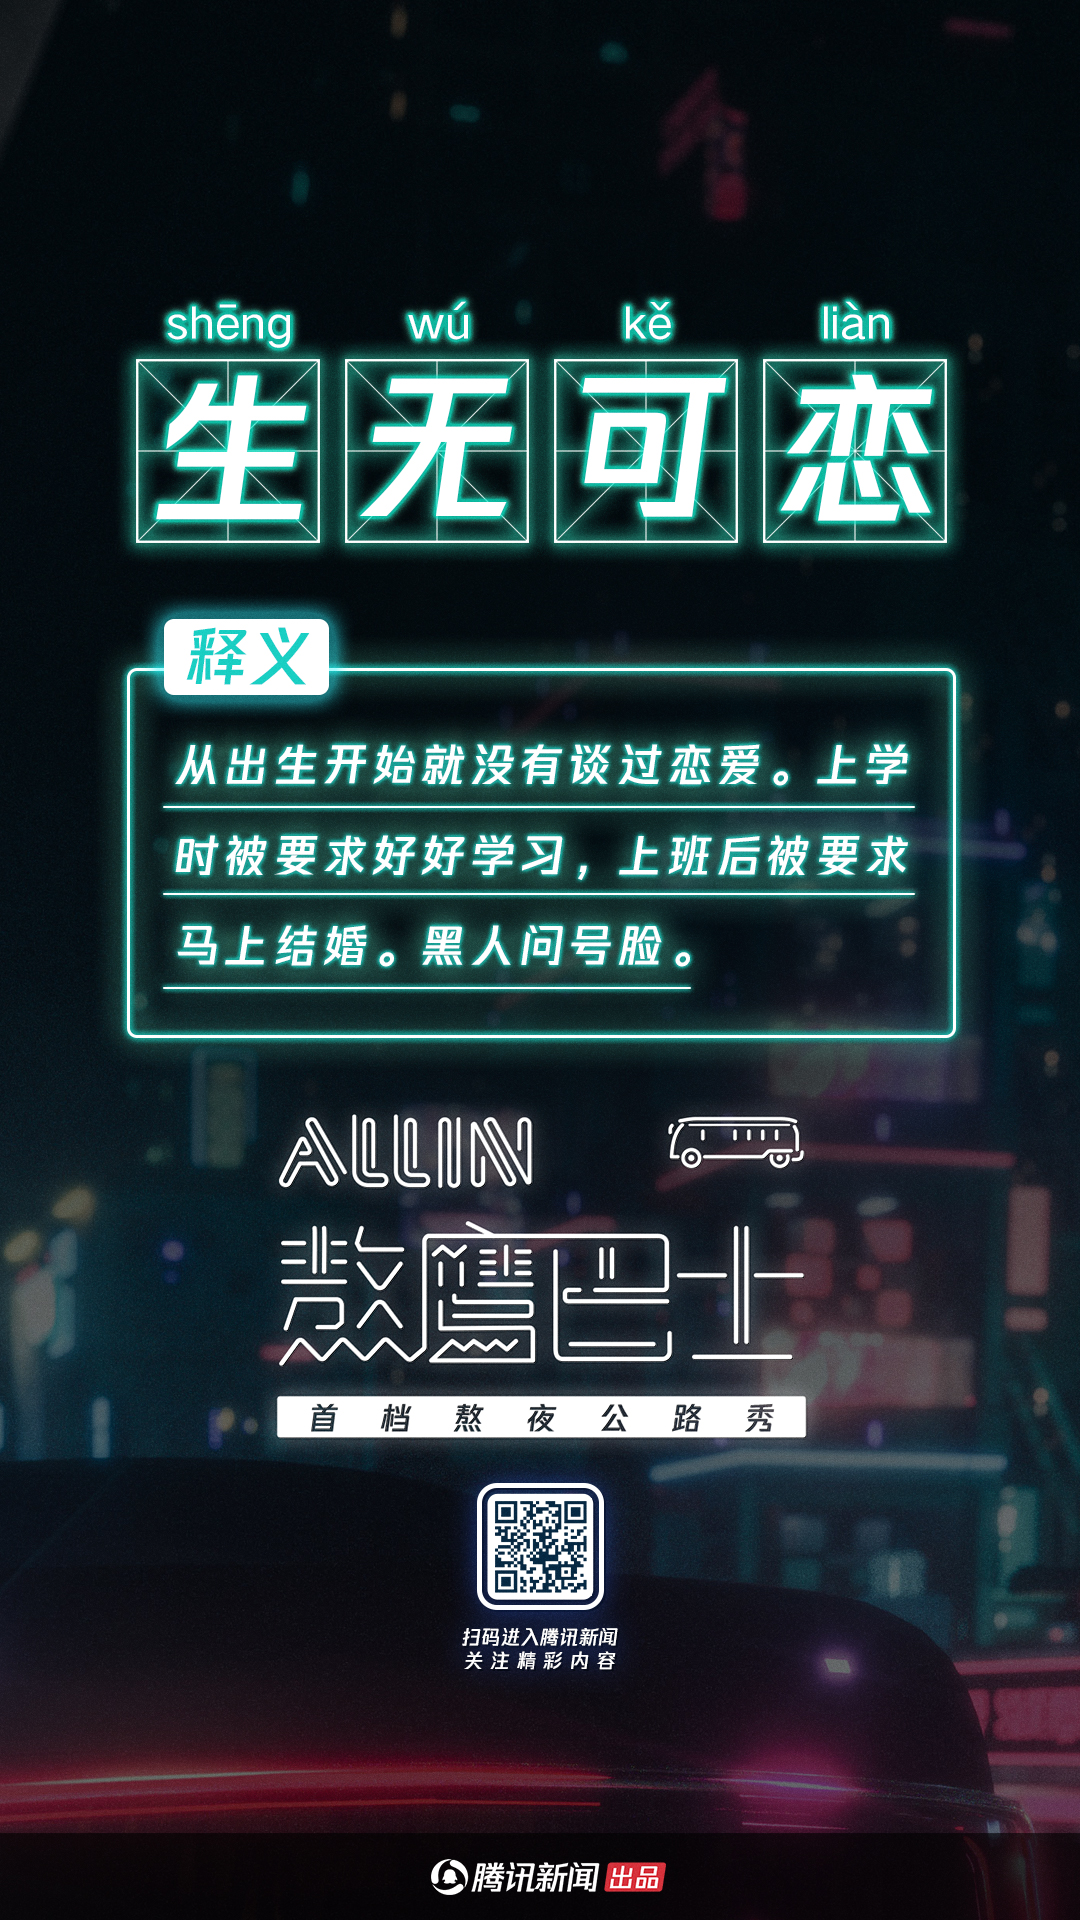 shēng wú kě liàn
生无可恋
释义
从出生开始就没有谈过恋爱。上学
时被要求好好学习，上班后被要求
马上结婚。黑人问号脸。
ALLIN
熬鹰巴士
首档熬夜公路秀
扫码进入腾讯新闻
关注精彩内容
腾讯新闻 出品